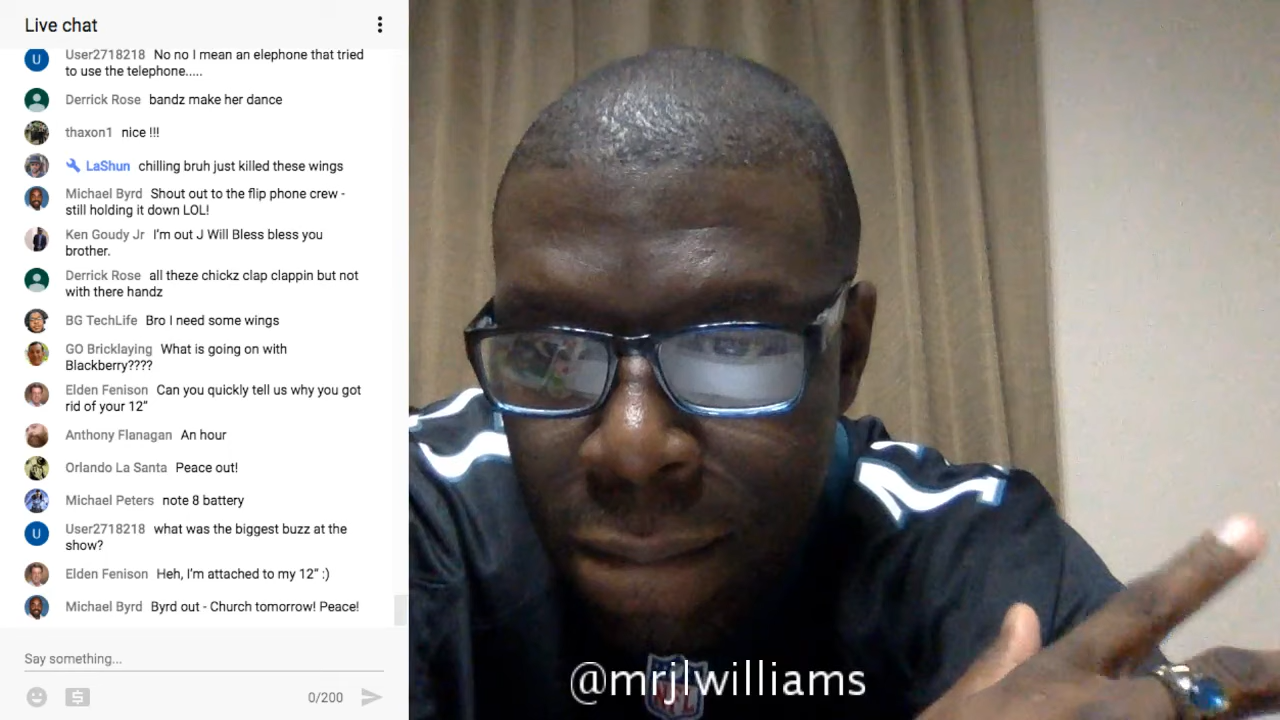 Live chat
User2718218 No no I mean an elephone that tried
to use the telephone.....
U
Derrick Rose bandz make her dance
thaxon1 nice !!!
LaShun chilling bruh just killed these wings
Michael Byrd Shout out to the flip phone crew -
still holding it down LOL!
Ken Goudy Jr I'm out J Will Bless bless you
brother.
Derrick Rose all theze chickz clap clappin but not
with there handz
BG TechLife Bro I need some wings
GO Bricklaying What is going on with
Blackberry????
Elden Fenison Can you quickly tell us why you got
rid of your 12"
Anthony Flanagan An hour
Orlando La Santa Peace out!
Michael Peters note 8 battery
User2718218 what was the biggest buzz at the
show?
U
Elden Fenison Heh, I'm attached to my 12" :)
Michael Byrd Byrd out - Church tomorrow! Peace!
Say something...
$
0/200
@mrjlwilliams
NFL